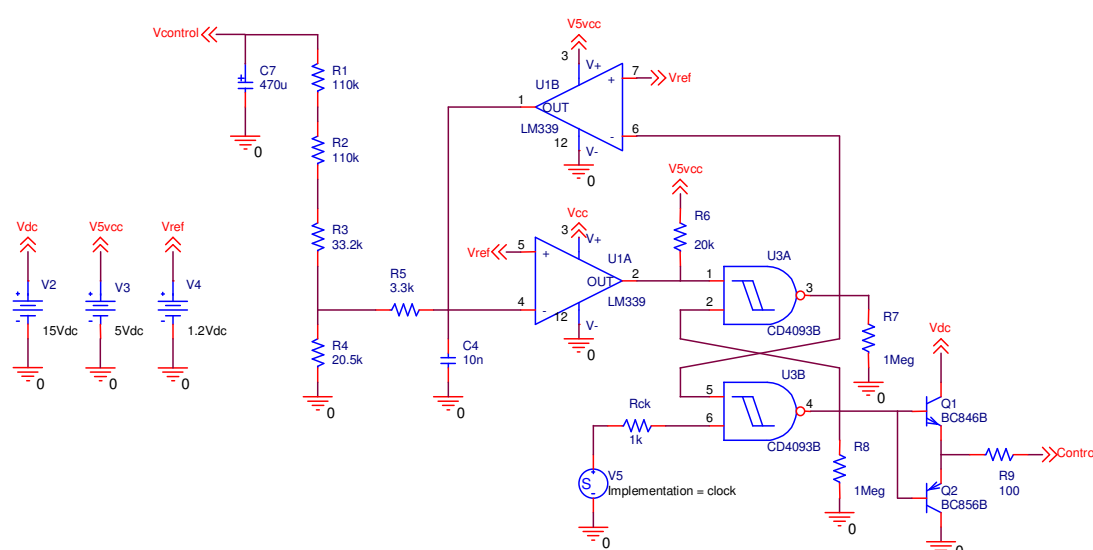 Vcontrol
C7
470u
0
R1
110k
R2
110k
R3
33.2k
R4
20.5k
0
Vdc
V2
15Vdc
0
V5vcc
V3
5Vdc
0
Vref
V4
1.2Vdc
0
R5
3.3k
C4
10n
0
V5vcc
3
V+
U1B
+
7
Vref
1
OUT
LM339
-
6
12
V-
0
Vcc
3
V+
Vref
5
+
U1A
OUT
2
LM339
4
-
12
V-
0
V5vcc
R6
20k
U3A
1
2
3
CD4093B
R7
1Meg
0
U3B
5
6
4
CD4093B
R8
1Meg
0
Rck
1k
V5
S
+
-
Implementation = clock
0
Vdc
Q1
BC846B
R9
100
Control
Q2
BC856B
0